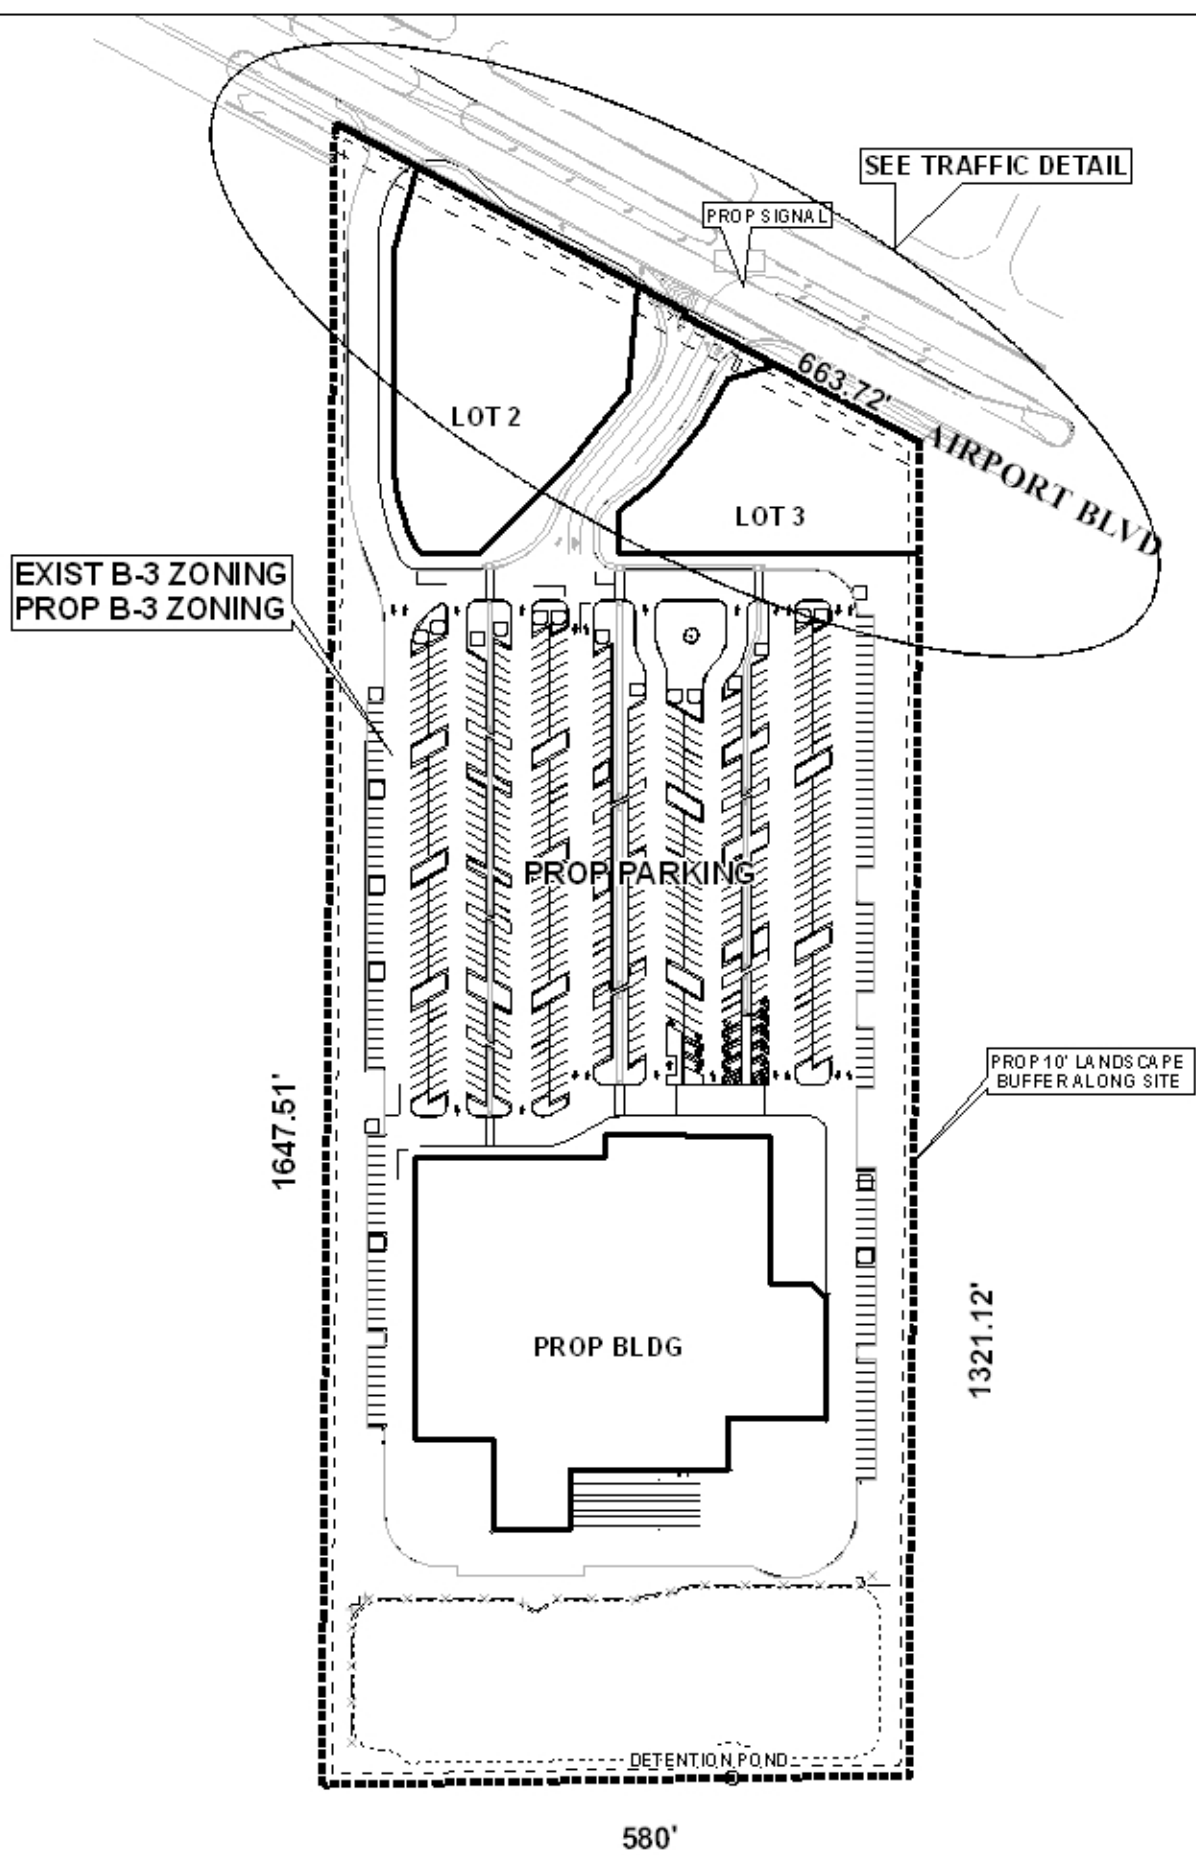 SEE TRAFFIC DETAIL
PROP SIGNAL
663.72'
AIRPORT BLVD
LOT 2
LOT 3
EXIST B-3 ZONING
PROP B-3 ZONING
PROP PARKING
PROP 10' LANDSCAPE
BUFFER ALONG SITE
1647.51'
1321.12'
PROP BLDG
DETENTION POND
580'